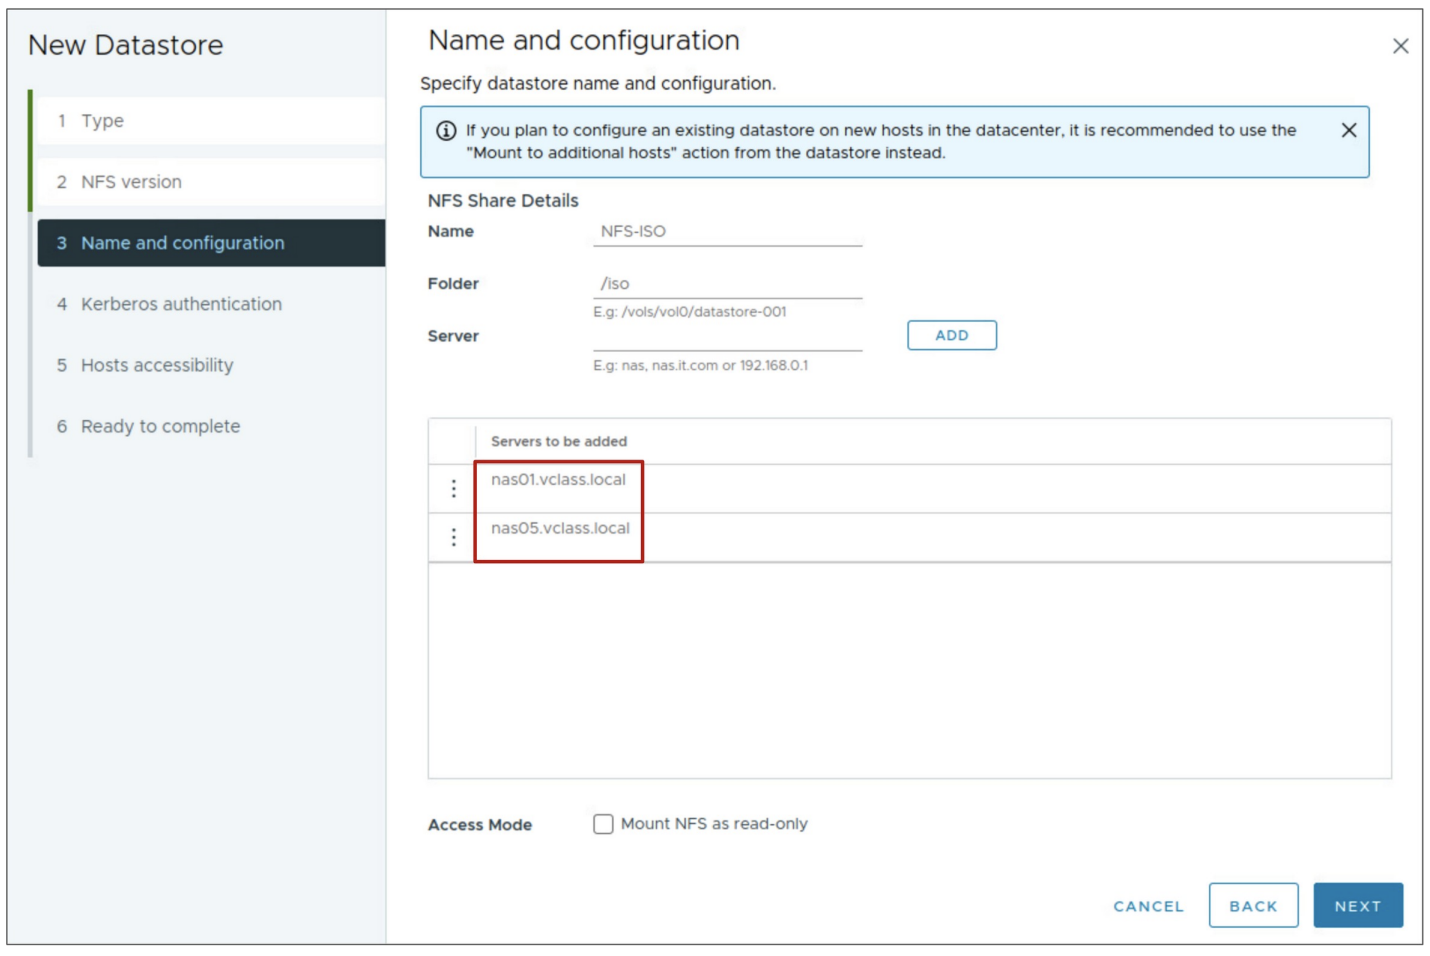 New Datastore
1 Type
2 NFS version
3 Name and configuration
4 Kerberos authentication
5 Hosts accessibility
6 Ready to complete
Name and configuration
Specify datastore name and configuration.
If you plan to configure an existing datastore on new hosts in the datacenter, it is recommended to use the
"Mount to additional hosts" action from the datastore instead.
NFS Share Details
Name NFS-ISO
Folder /iso
E.g: /vols/vol0/datastore-001
Server ADD
E.g: nas, nas.it.com or 192.168.0.1
Servers to be added
nas01.vclass.local
nas05.vclass.local
Access Mode Mount NFS as read-only
CANCEL BACK NEXT